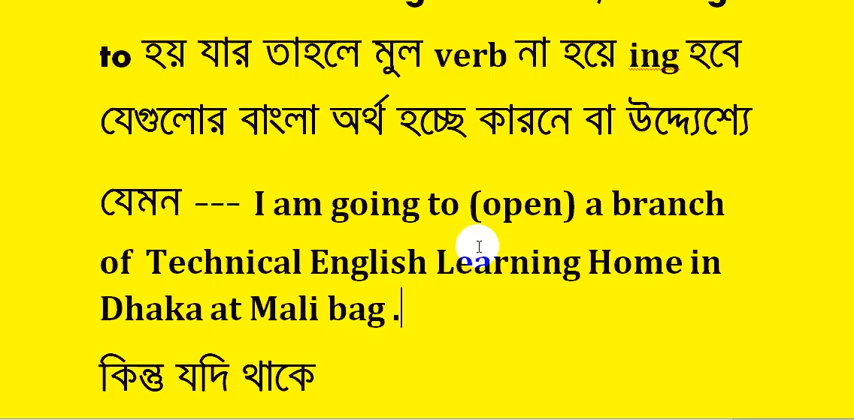 to হয় যার তাহলে মুল verb না হয়ে ing হবে
যেগুলোর বাংলা অর্থ হচ্ছে কারনে বা উদ্দ্যেশ্যে
যেমন --- I am going to (open) a branch
of Technical English Learning Home in
Dhaka at Mali bag .
কিন্তু যদি থাকে